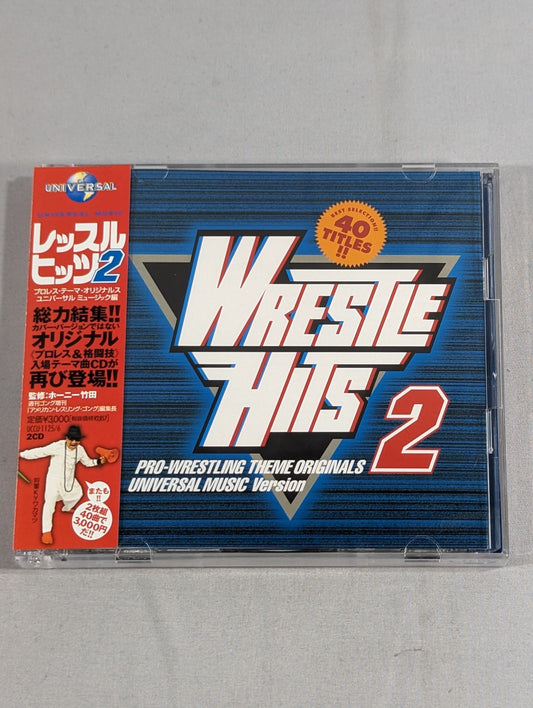 UNIVERSAL
UNIVERSAL MUSIC
レッスル
ヒッツ2
プロレス・テーマ・オリジナルス
《ユニバーサル ミュージック編》
総力結集!!
カバー・バージョンではない
オリジナル
《プロレス&格闘技》
入場テーマ曲CDが
再び登場!!
監修:ホーニー竹田
週刊ゴング増刊
「アメリカン・レスリング・ゴング」編集長
定価¥3,000
UCCU-1125/6
2CD
またも
!!
2枚組
40曲で
3,000円
だ!!
BEST SELECTION!!
40
TITLES
!!
WRESTLE
HITS
2
PRO-WRESTLING THEME ORIGINALS
UNIVERSAL MUSIC Version